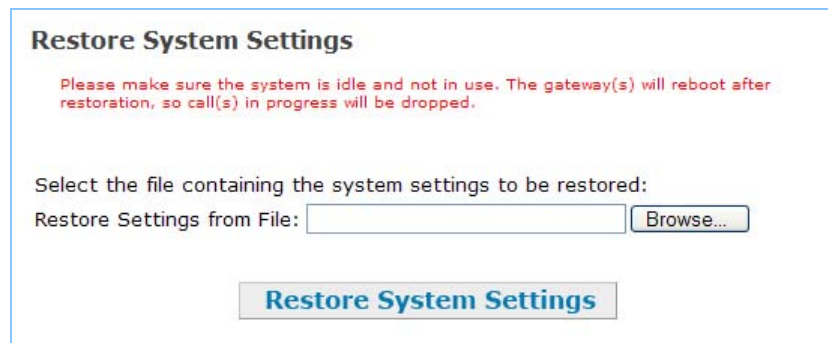 Restore System Settings
Please make sure the system is idle and not in use. The gateway(s) will reboot after
restoration, so call(s) in progress will be dropped.
Select the file containing the system settings to be restored:
Restore Settings from File: Browse...
Restore System Settings